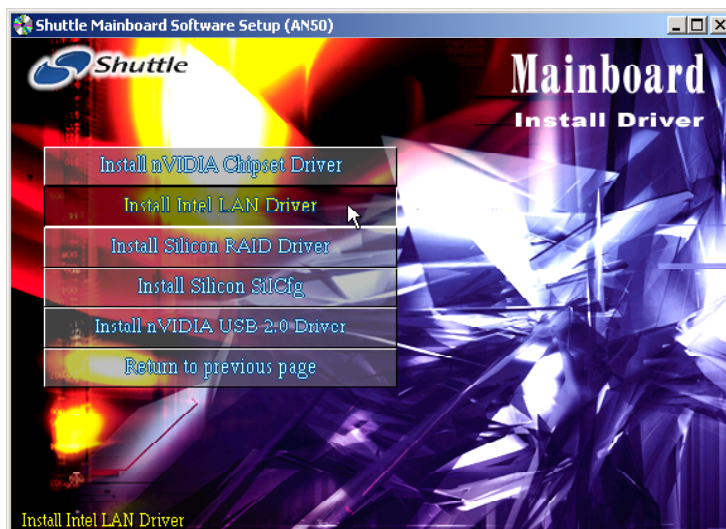 Shuttle Mainboard Software Setup (AN50)
Shuttle
Mainboard
Install Driver
Install nVIDIA Chipset Driver
Install Intel LAN Driver
Install Silicon RAID Driver
Install Silicon SilCfg
Install nVIDIA USB 2.0 Driver
Return to previous page
Install Intel LAN Driver